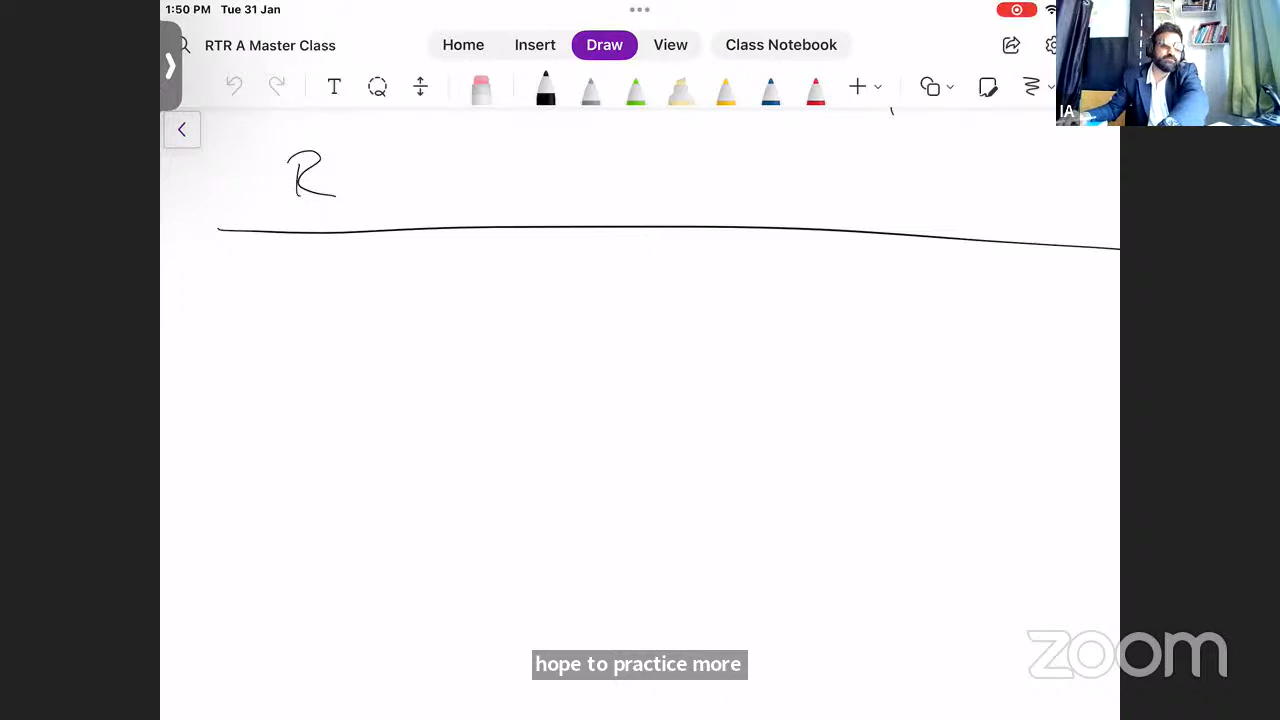 1:50 PM Tue 31 Jan
RTR A Master Class
Home Insert Draw View Class Notebook
T
IA
R
hope to practice more
zoom